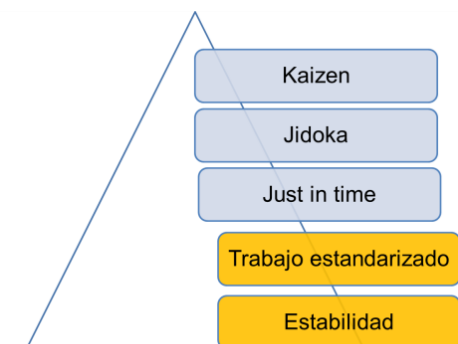 Kaizen
Jidoka
Just in time
Trabajo estandarizado
Estabilidad